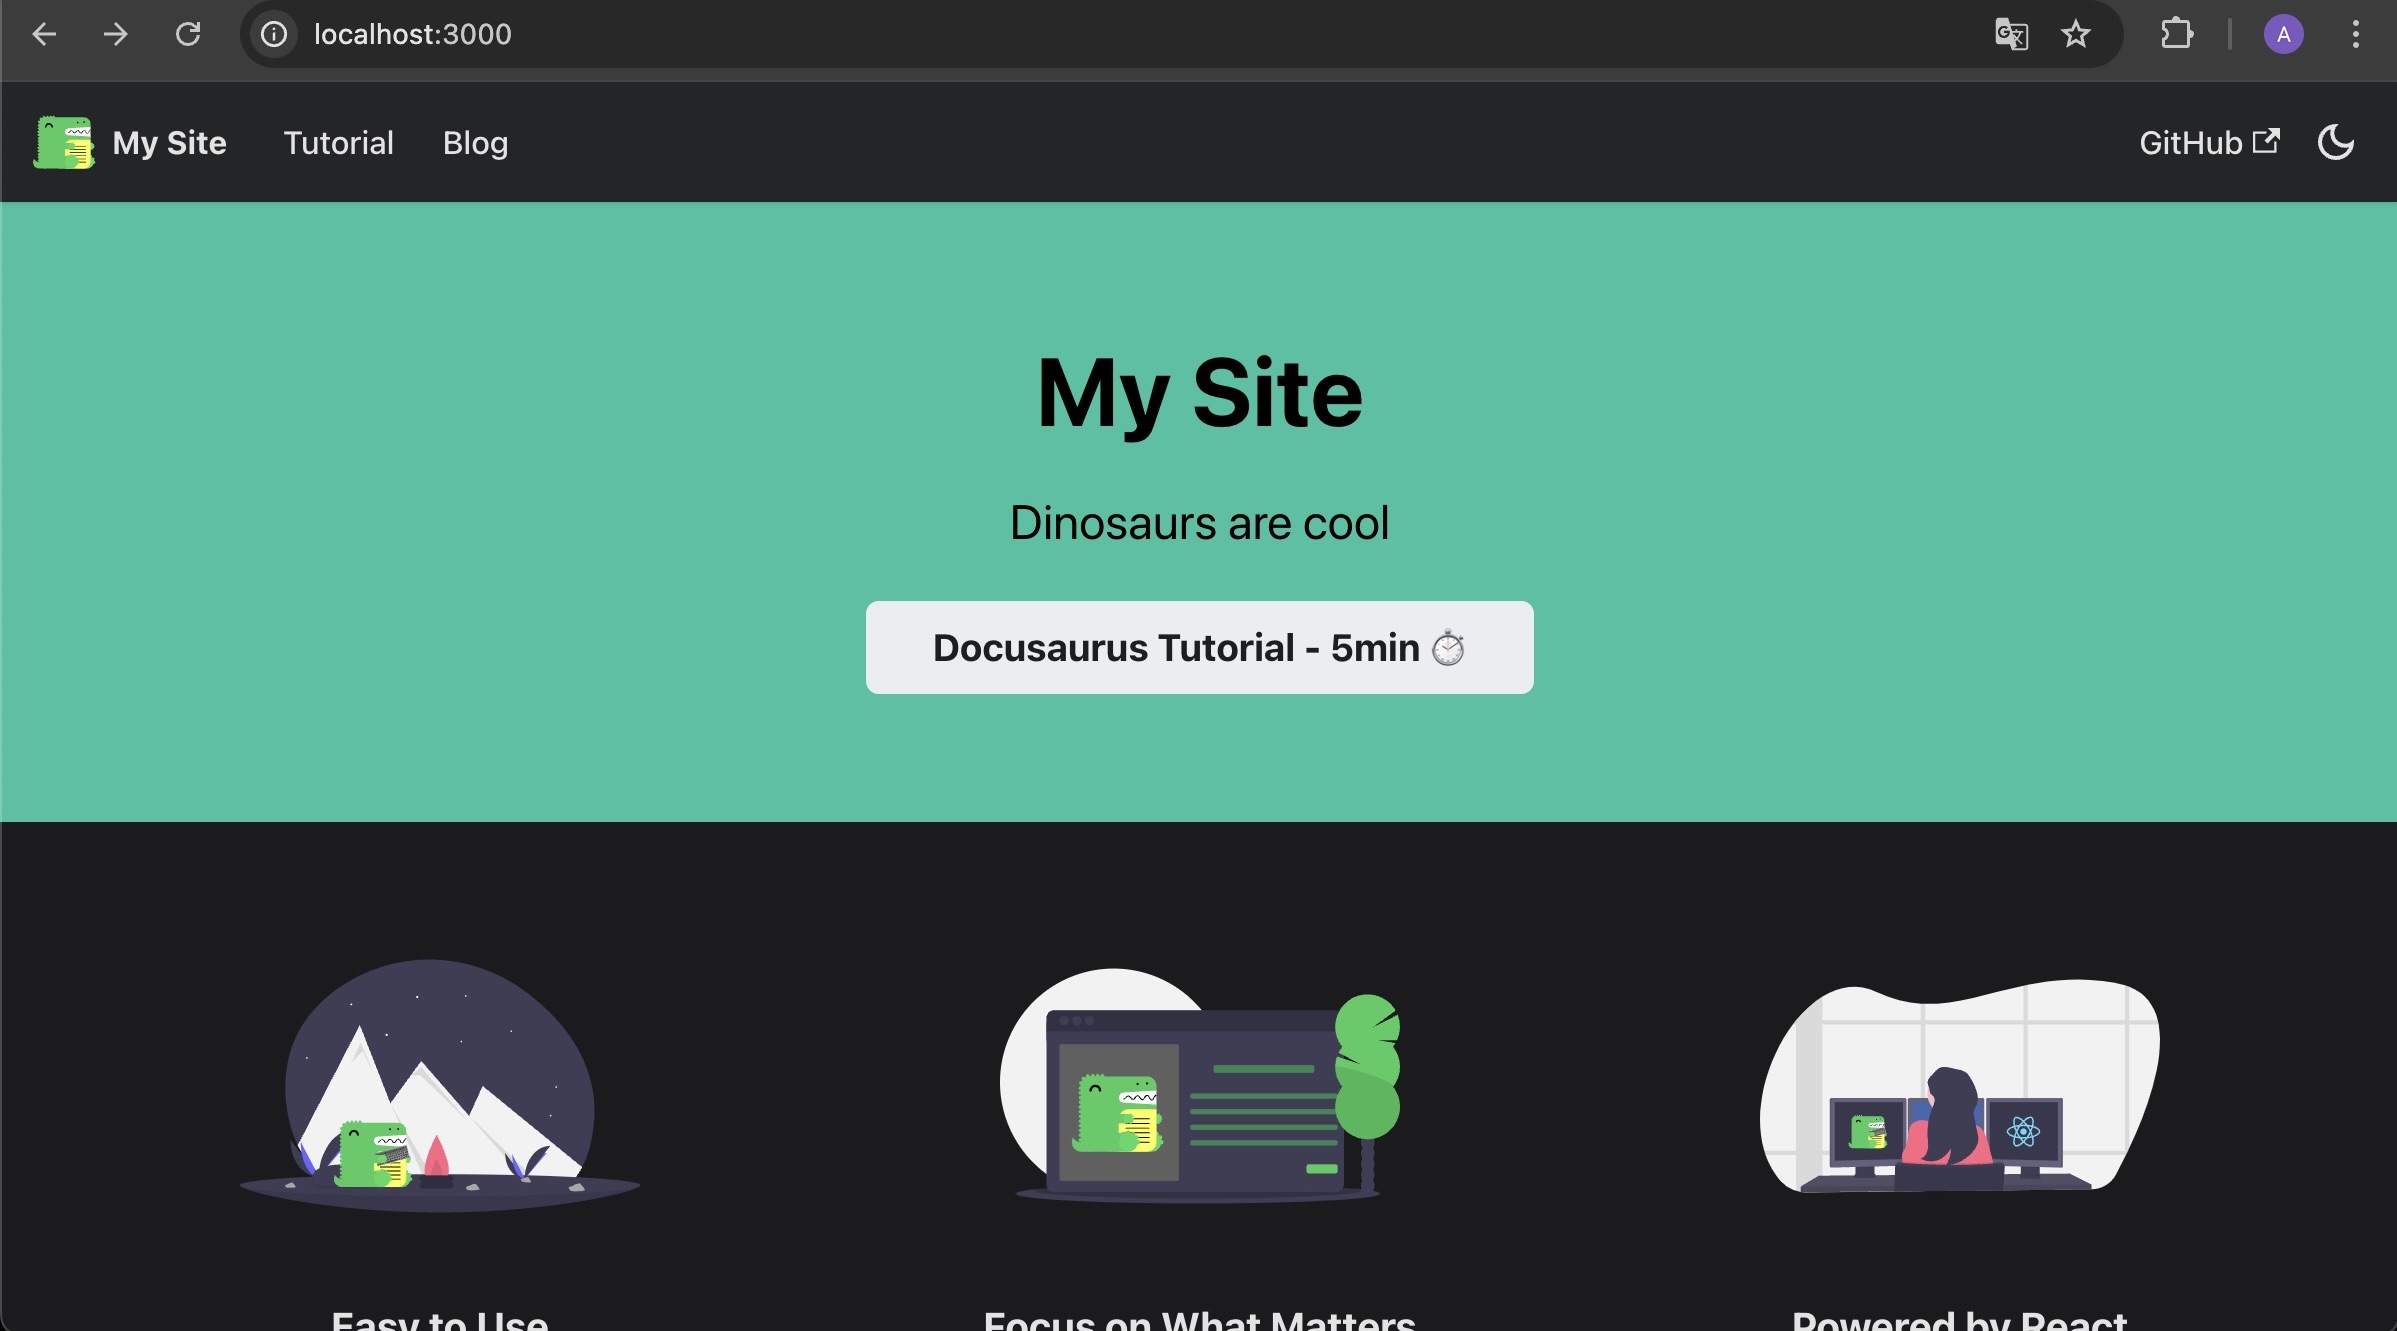 localhost:3000
A
My Site
Tutorial
Blog
GitHub
My Site
Dinosaurs are cool
Docusaurus Tutorial - 5min ⏱️
Easy to Use
Focus on What Matters
Powered by React